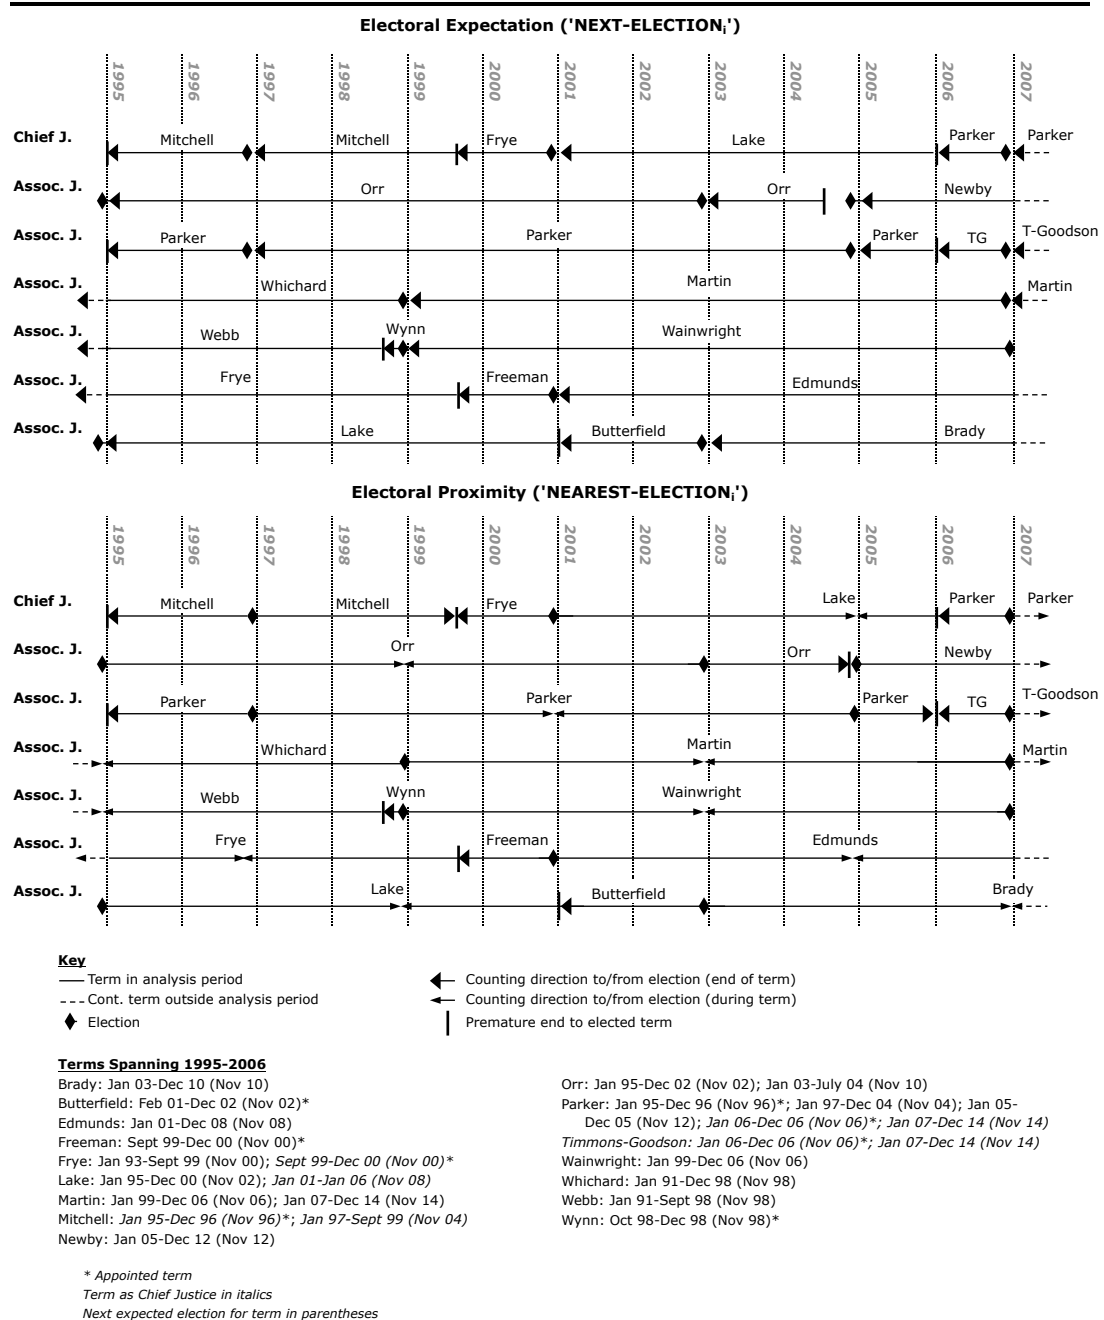 Electoral Expectation ('NEXT-ELECTIONi')
1995 1996 1997 1998 1999 2000 2001 2002 2003 2004 2005 2006 2007
Chief J. Mitchell Mitchell Frye Lake Parker Parker
Assoc. J. Orr Orr Newby
Assoc. J. Parker Parker Parker TG T-Goodson
Assoc. J. Whichard Martin Martin
Assoc. J. Webb Wynn Wainwright
Assoc. J. Frye Freeman Edmunds
Assoc. J. Lake Butterfield Brady
Electoral Proximity ('NEAREST-ELECTIONi')
1995 1996 1997 1998 1999 2000 2001 2002 2003 2004 2005 2006 2007
Chief J. Mitchell Mitchell Frye Lake Parker Parker
Assoc. J. Orr Orr Newby
Assoc. J. Parker Parker Parker TG T-Goodson
Assoc. J. Whichard Martin Martin
Assoc. J. Webb Wynn Wainwright
Assoc. J. Frye Freeman Edmunds
Assoc. J. Lake Butterfield Brady
Key
Term in analysis period
Cont. term outside analysis period
Election
Counting direction to/from election (end of term)
Counting direction to/from election (during term)
Premature end to elected term
Terms Spanning 1995-2006
Brady: Jan 03-Dec 10 (Nov 10)
Butterfield: Feb 01-Dec 02 (Nov 02)*
Edmunds: Jan 01-Dec 08 (Nov 08)
Freeman: Sept 99-Dec 00 (Nov 00)*
Frye: Jan 93-Sept 99 (Nov 00); Sept 99-Dec 00 (Nov 00)*
Lake: Jan 95-Dec 00 (Nov 02); Jan 01-Jan 06 (Nov 08)
Martin: Jan 99-Dec 06 (Nov 06); Jan 07-Dec 14 (Nov 14)
Mitchell: Jan 95-Dec 96 (Nov 96)*; Jan 97-Sept 99 (Nov 04)
Newby: Jan 05-Dec 12 (Nov 12)
Orr: Jan 95-Dec 02 (Nov 02); Jan 03-July 04 (Nov 10)
Parker: Jan 95-Dec 96 (Nov 96)*; Jan 97-Dec 04 (Nov 04); Jan 05-
Dec 05 (Nov 12); Jan 06-Dec 06 (Nov 06)*; Jan 07-Dec 14 (Nov 14)
Timmons-Goodson: Jan 06-Dec 06 (Nov 06)*; Jan 07-Dec 14 (Nov 14)
Wainwright: Jan 99-Dec 06 (Nov 06)
Whichard: Jan 91-Dec 98 (Nov 98)
Webb: Jan 91-Sept 98 (Nov 98)
Wynn: Oct 98-Dec 98 (Nov 98)*
* Appointed term
Term as Chief Justice in italics
Next expected election for term in parentheses